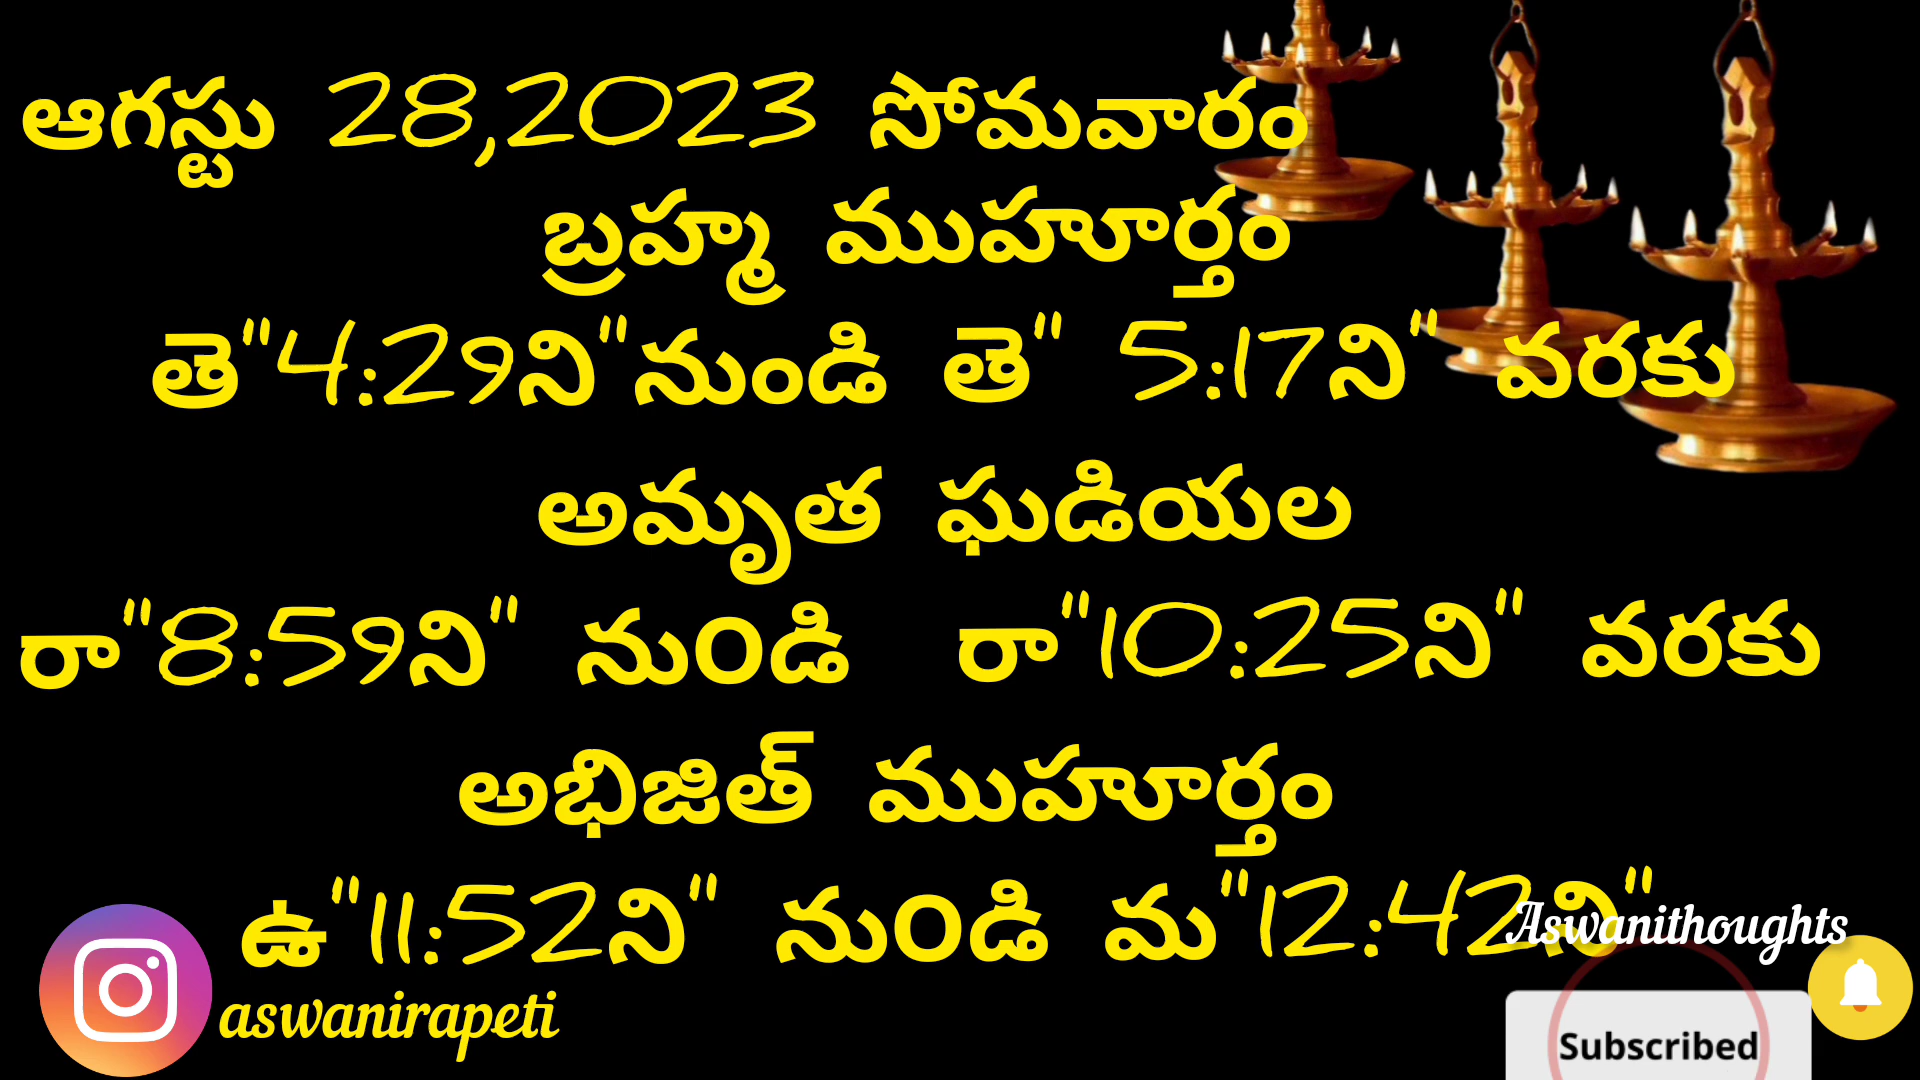 ఆగస్టు 28,2023 సోమవారం
బ్రహ్మ ముహూర్తం
తె"4:29ని"నుండి తె" 5:17ని" వరకు
అమృత ఘడియల
రా"8:59ని" నుండి రా"10:25ని" వరకు
అభిజిత్ ముహూర్తం
ఉ"11:52ని" నుండి మ"12:42ని"
Aswanithoughts
aswanirapeti
Subscribed